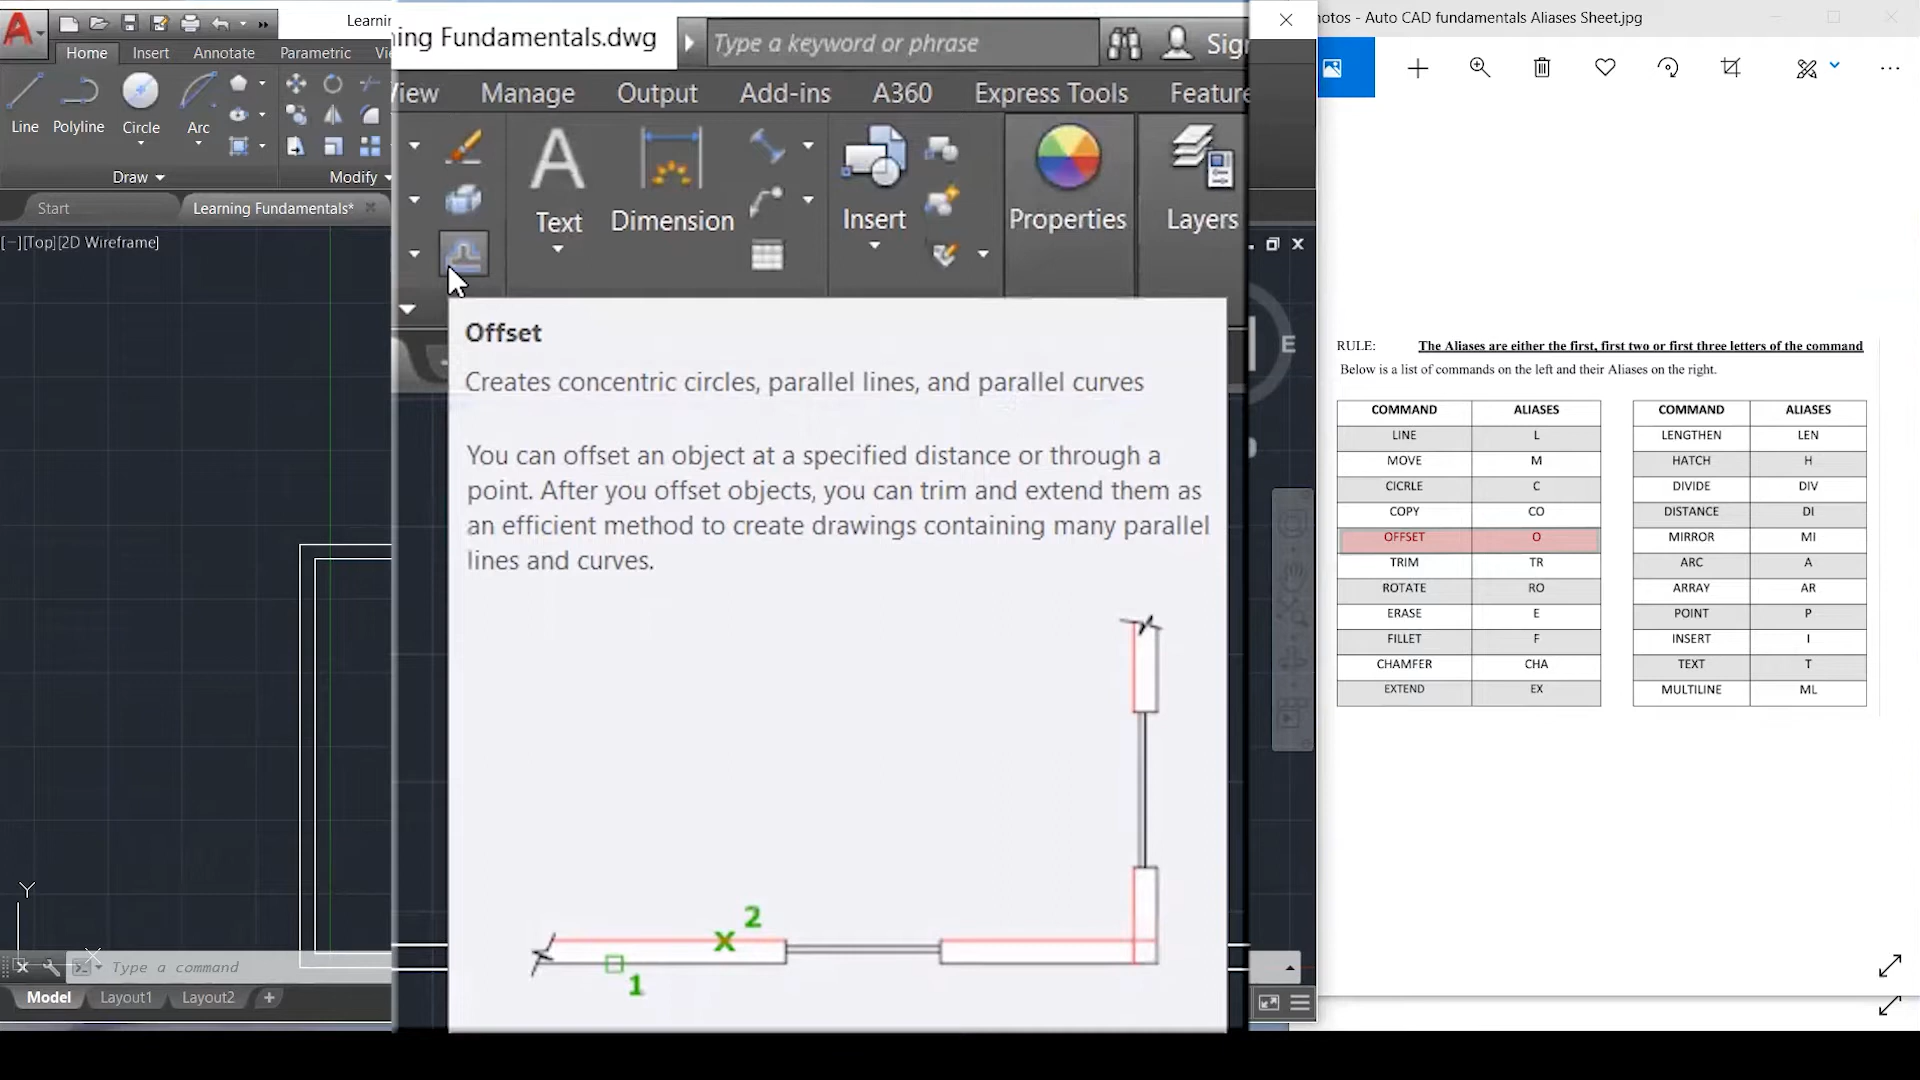 Learnin
ning Fundamentals.dwg
Type a keyword or phrase
Sig
hotos - Auto CAD fundamentals Aliases Sheet.jpg
Home
Insert
Annotate
Parametric
Vi
View
Manage
Output
Add-ins
A360
Express Tools
Feature
Line
Polyline
Circle
Arc
Text
Dimension
Insert
Properties
Layers
Draw
Modify
Start
Learning Fundamentals*
[−][Top][2D Wireframe]
E
Offset
Creates concentric circles, parallel lines, and parallel curves
You can offset an object at a specified distance or through a
point. After you offset objects, you can trim and extend them as
an efficient method to create drawings containing many parallel
lines and curves.
2
1
Y
X
Type a command
Model
Layout1
Layout2
RULE: The Aliases are either the first, first two or first three letters of the command
Below is a list of commands on the left and their Aliases on the right.
COMMAND ALIASES
LINE L
MOVE M
CICRLE C
COPY CO
OFFSET O
TRIM TR
ROTATE RO
ERASE E
FILLET F
CHAMFER CHA
EXTEND EX
COMMAND ALIASES
LENGTHEN LEN
HATCH H
DIVIDE DIV
DISTANCE DI
MIRROR MI
ARC A
ARRAY AR
POINT P
INSERT I
TEXT T
MULTILINE ML